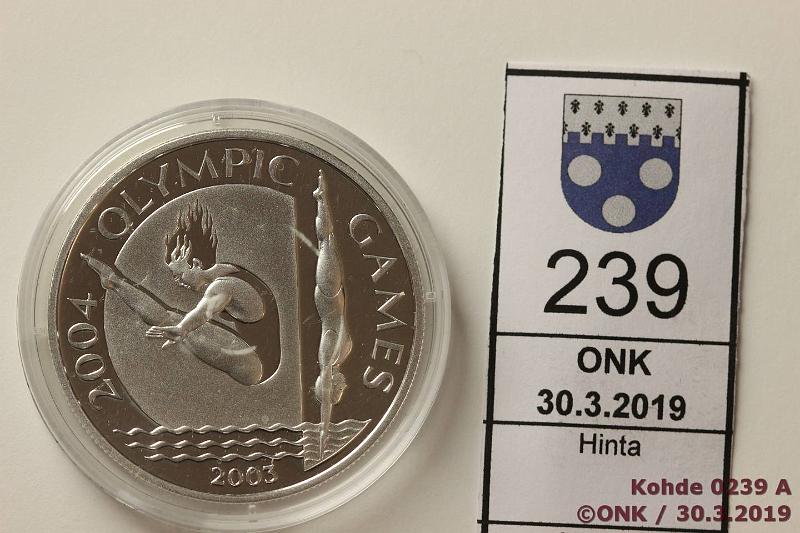 2004 OLYMPIC GAMES
2003
239
ONK
30.3.2019
Hinta
Kohde 0239 A
©ONK / 30.3.2019